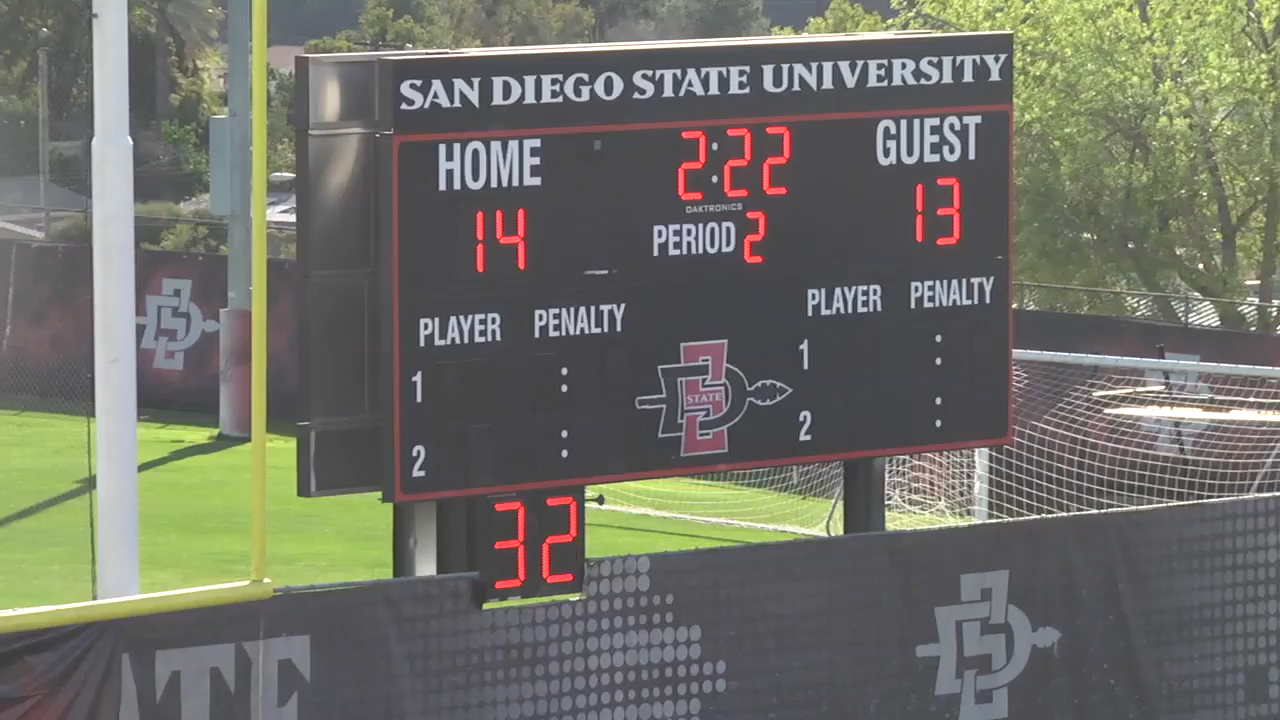 SAN DIEGO STATE UNIVERSITY
HOME 2:22 GUEST
DAKTRONICS
14 PERIOD 2 13
PLAYER PENALTY PLAYER PENALTY
1 : 1 :
STATE
2 : 2 :
32
ATE